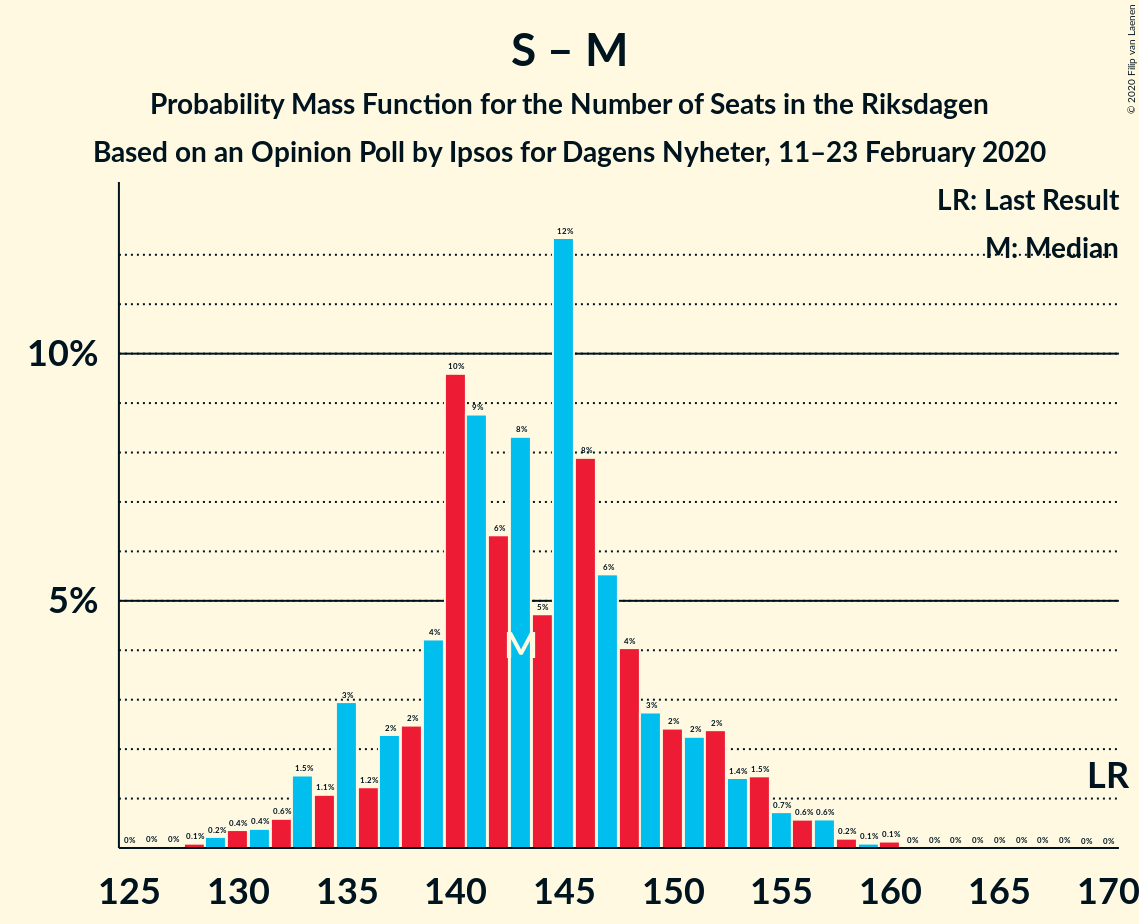 S – M
Probability Mass Function for the Number of Seats in the Riksdagen
Based on an Opinion Poll by Ipsos for Dagens Nyheter, 11–23 February 2020
© 2020 Filip van Laenen
LR: Last Result
M: Median
10%
5%
0% 0% 0% 0.1% 0.2% 0.4% 0.4% 0.6% 1.5% 1.1% 3% 1.2% 2% 2% 4% 10% 9% 6% 8% 5% 12% 8% 6% 4% 3% 2% 2% 2% 1.4% 1.5% 0.7% 0.6% 0.6% 0.2% 0.1% 0.1% 0% 0% 0% 0% 0% 0% 0% 0% 0% 0%
M
LR
125 130 135 140 145 150 155 160 165 170